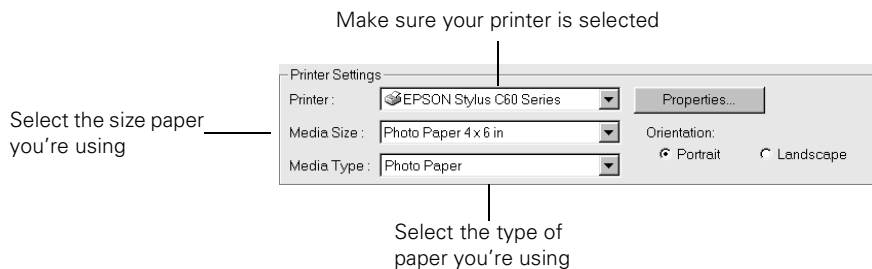 Make sure your printer is selected
Printer Settings
Printer :
EPSON Stylus C60 Series
Properties...
Select the size paper
you're using
Media Size :
Photo Paper 4 x 6 in
Orientation:
Portrait
Landscape
Media Type :
Photo Paper
Select the type of
paper you're using